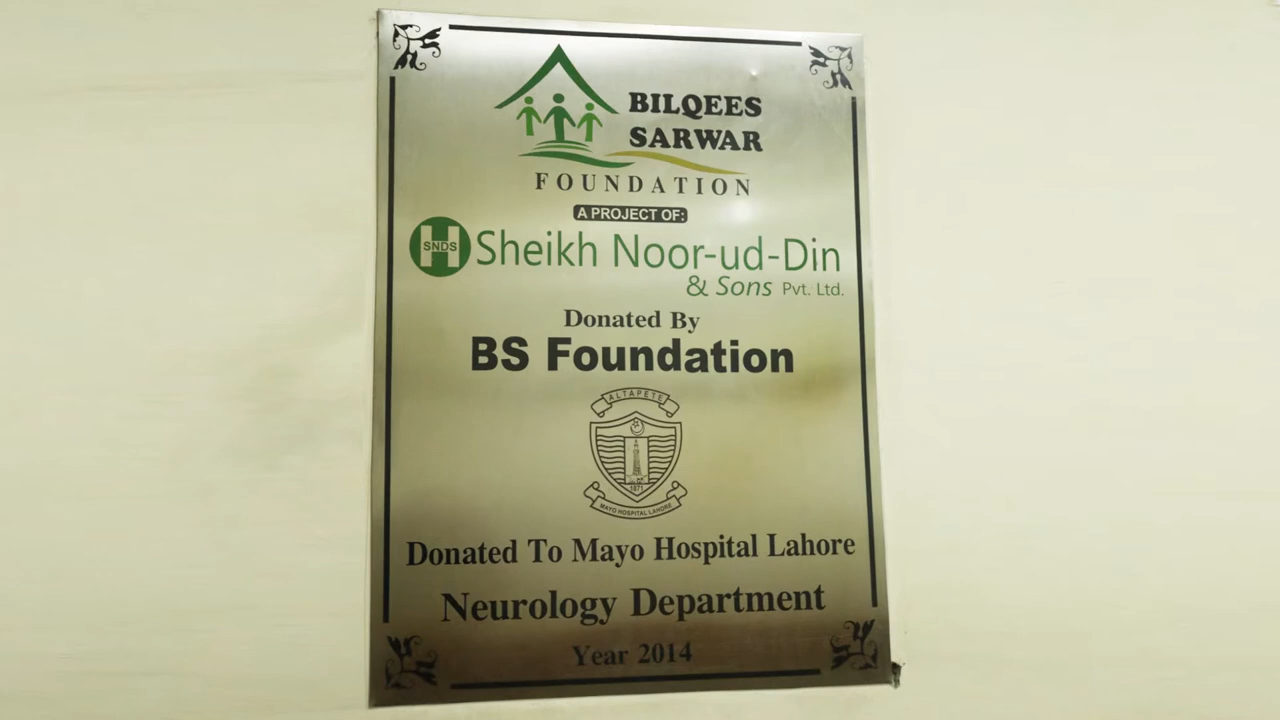 BILQEES
SARWAR
FOUNDATION
A PROJECT OF:
SNDS
H
Sheikh Noor-ud-Din
& Sons Pvt. Ltd.
Donated By
BS Foundation
ALTAPETE
1871
MAYO HOSPITAL LAHORE
Donated To Mayo Hospital Lahore
Neurology Department
Year 2014